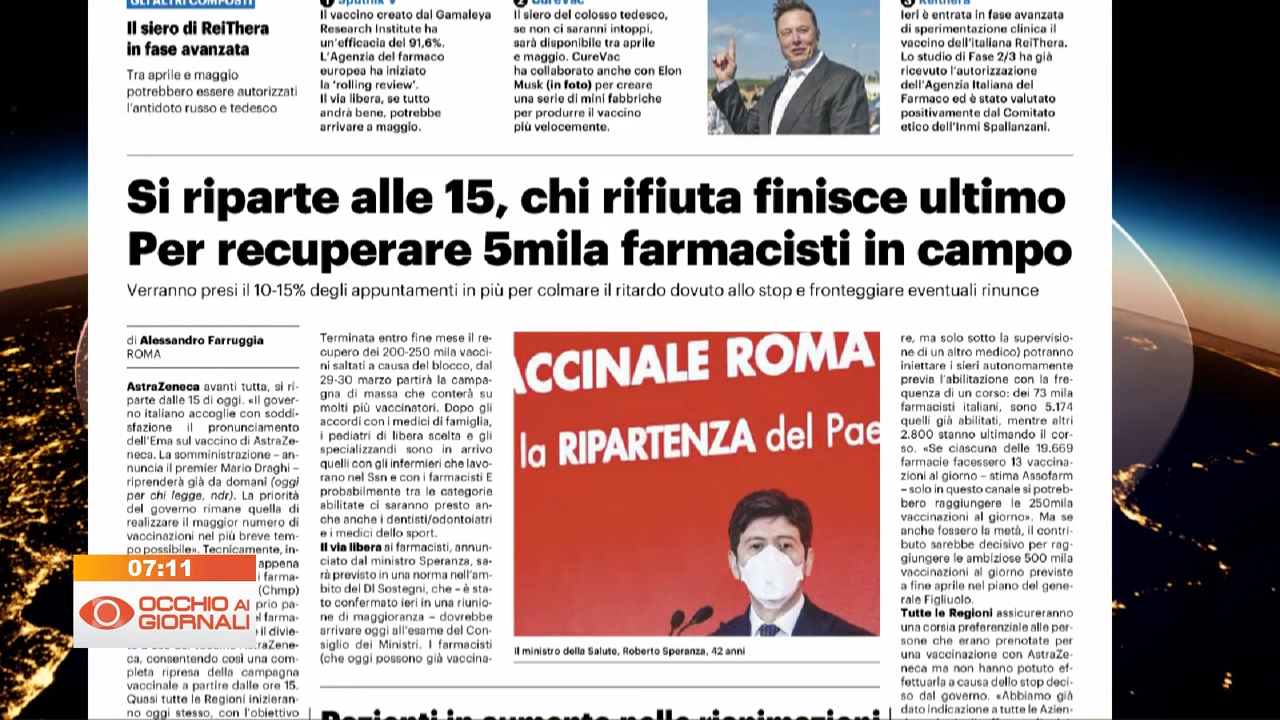 GLI ALTRI COMPOSTI
Il siero di ReiThera
in fase avanzata
Tra aprile e maggio
potrebbero essere autorizzati
l'antidoto russo e tedesco
1 Sputnik V
Il vaccino creato dal Gamaleya
Research Institute ha
un'efficacia del 91,6%.
L'Agenzia del farmaco
europea ha iniziato
la 'rolling review'.
Il via libera, se tutto
andrà bene, potrebbe
arrivare a maggio.
2 CureVac
Il siero del colosso tedesco,
se non ci saranno intoppi,
sarà disponibile tra aprile
e maggio. CureVac
ha collaborato anche con Elon
Musk (in foto) per creare
una serie di mini fabbriche
per produrre il vaccino
più velocemente.
3 Reithera
Ieri è entrata in fase avanzata
di sperimentazione clinica il
vaccino dell'italiana ReiThera.
Lo studio di Fase 2/3 ha già
ricevuto l'autorizzazione
dell'Agenzia Italiana del
Farmaco ed è stato valutato
positivamente dal Comitato
etico dell'Inmi Spallanzani.
Si riparte alle 15, chi rifiuta finisce ultimo
Per recuperare 5mila farmacisti in campo
Verranno presi il 10-15% degli appuntamenti in più per colmare il ritardo dovuto allo stop e fronteggiare eventuali rinunce
di Alessandro Farruggia
ROMA
AstraZeneca avanti tutta, si ri-
parte dalle 15 di oggi. «Il gover-
no italiano accoglie con soddi-
sfazione il pronunciamento
dell'Ema sul vaccino di AstraZe-
neca. La somministrazione – an-
nuncia il premier Mario Draghi –
riprenderà già da domani (oggi
per chi legge, ndr). La priorità
del governo rimane quella di
realizzare il maggior numero di
vaccinazioni nel più breve tem-
po possibile». Tecnicamente, in-
appena
i farma-
(Chmp)
prio pa-
l farma-
il divie-
AstraZene-
ca, consentendo così una com-
pleta ripresa della campagna
vaccinale a partire dalle ore 15.
Quasi tutte le Regioni inizieran-
no oggi stesso, con l'obiettivo
Terminata entro fine mese il re-
cupero dei 200-250 mila vacci-
ni saltati a causa del blocco, dal
29-30 marzo partirà la campa-
gna di massa che conterà su
molti più vaccinatori. Dopo gli
accordi con i medici di famiglia,
i pediatri di libera scelta e gli
specializzandi sono in arrivo
quelli con gli infermieri che lavo-
rano nel Ssn e con i farmacisti E
probabilmente tra le categorie
abilitate ci saranno presto an-
che anche i dentisti/odontoiatri
e i medici dello sport.
Il via libera ai farmacisti, annun-
ciato dal ministro Speranza, sa-
rà previsto in una norma nell'am-
bito del Dl Sostegni, che – è sta-
to confermato ieri in una riunio-
ne di maggioranza – dovrebbe
arrivare oggi all'esame del Con-
siglio dei Ministri. I farmacisti
(che oggi possono già vaccina-
ACCINALE ROMA
la RIPARTENZA del Pae
Il ministro della Salute, Roberto Speranza, 42 anni
re, ma solo sotto la supervisio-
ne di un altro medico) potranno
iniettare i sieri autonomamente
previa l'abilitazione con la fre-
quenza di un corso: dei 73 mila
farmacisti italiani, sono 5.174
quelli già abilitati, mentre altri
2.800 stanno ultimando il cor-
so. «Se ciascuna delle 19.669
farmacie facessero 13 vaccina-
zioni al giorno – stima Assofarm
– solo in questo canale si potreb-
bero raggiungere le 250mila
vaccinazioni al giorno». Ma se
anche fossero la metà, il contri-
buto sarebbe decisivo per rag-
giungere le ambiziose 500 mila
vaccinazioni al giorno previste
a fine aprile nel piano del gene-
rale Figliuolo.
Tutte le Regioni assicureranno
una corsia preferenziale alle per-
sone che erano prenotate per
una vaccinazione con AstraZe-
neca ma non hanno potuto ef-
fettuarla a causa dello stop deci-
so dal governo. «Abbiamo già
dato indicazione a tutte le Azien-
Pazienti in aumento nelle rianimazioni
07:11
OCCHIO AI
GIORNALI